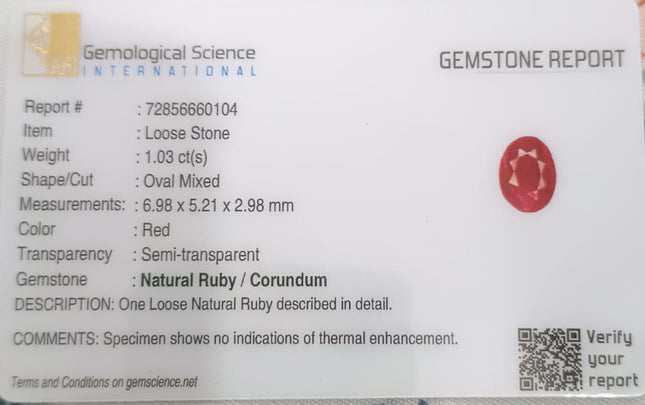 Gemological Science
INTERNATIONAL
GEMSTONE REPORT
Report # : 72856660104
Item : Loose Stone
Weight : 1.03 ct(s)
Shape/Cut : Oval Mixed
Measurements: : 6.98 x 5.21 x 2.98 mm
Color : Red
Transparency : Semi-transparent
Gemstone : Natural Ruby / Corundum
DESCRIPTION: One Loose Natural Ruby described in detail.
COMMENTS: Specimen shows no indications of thermal enhancement.
Terms and Conditions on gemscience.net
Verify
your
report